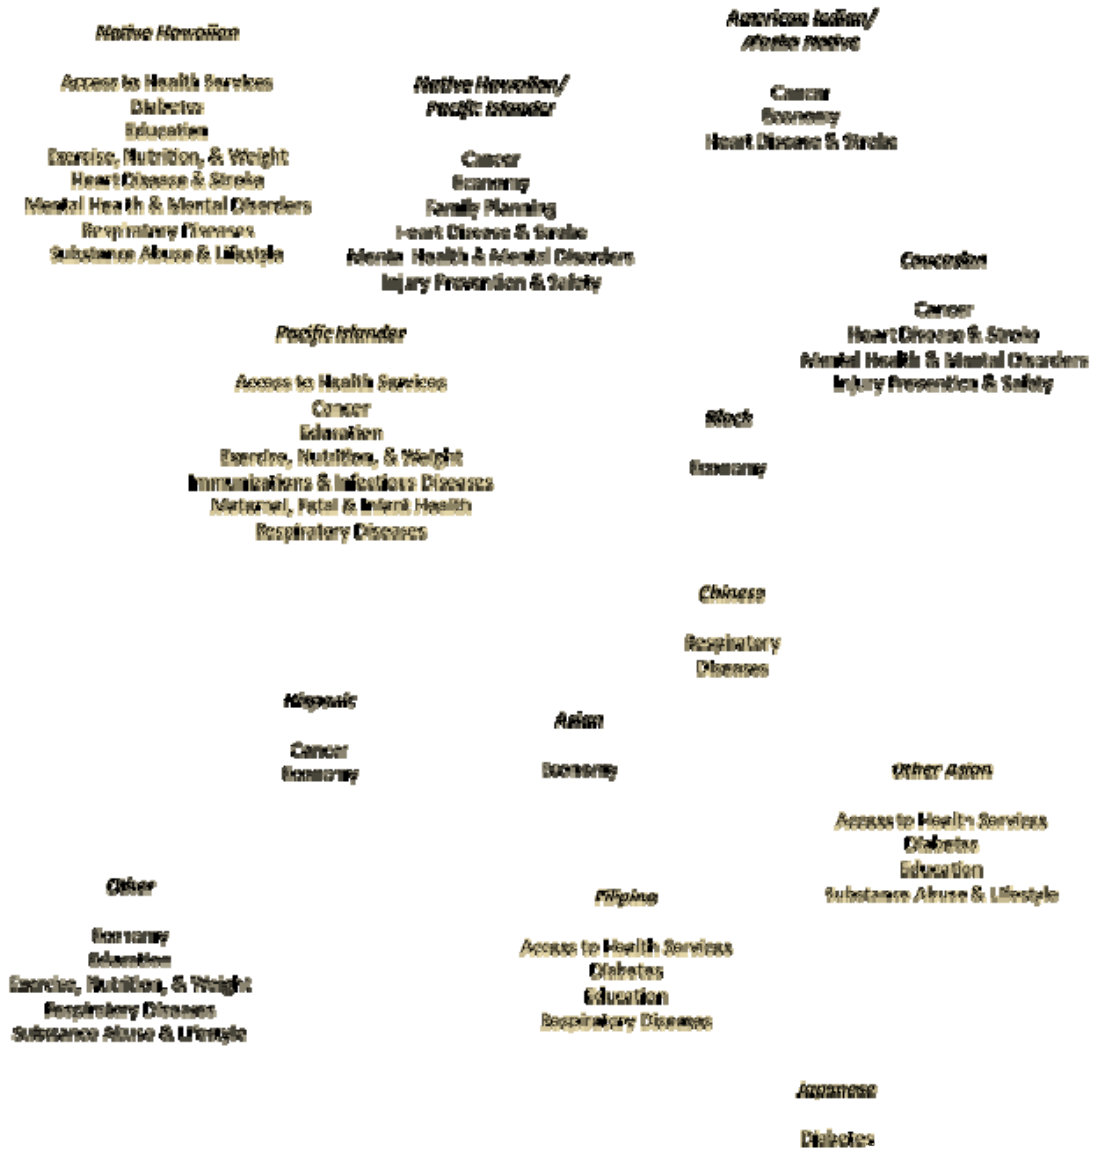 Native Hawaiian
Access to Health Services
Diabetes
Education
Exercise, Nutrition, & Weight
Heart Disease & Stroke
Mental Health & Mental Disorders
Respiratory Diseases
Substance Abuse & Lifestyle
Native Hawaiian/
Pacific Islander
Cancer
Economy
Family Planning
Heart Disease & Stroke
Mental Health & Mental Disorders
Injury Prevention & Safety
American Indian/
Alaska Native
Cancer
Economy
Heart Disease & Stroke
Caucasian
Cancer
Heart Disease & Stroke
Mental Health & Mental Disorders
Injury Prevention & Safety
Pacific Islander
Access to Health Services
Cancer
Education
Exercise, Nutrition, & Weight
Immunizations & Infectious Diseases
Maternal, Fetal & Infant Health
Respiratory Diseases
Black
Economy
Chinese
Respiratory
Diseases
Hispanic
Cancer
Economy
Asian
Economy
Other Asian
Access to Health Services
Diabetes
Education
Substance Abuse & Lifestyle
Other
Economy
Education
Exercise, Nutrition, & Weight
Respiratory Diseases
Substance Abuse & Lifestyle
Filipino
Access to Health Services
Diabetes
Education
Respiratory Diseases
Japanese
Diabetes